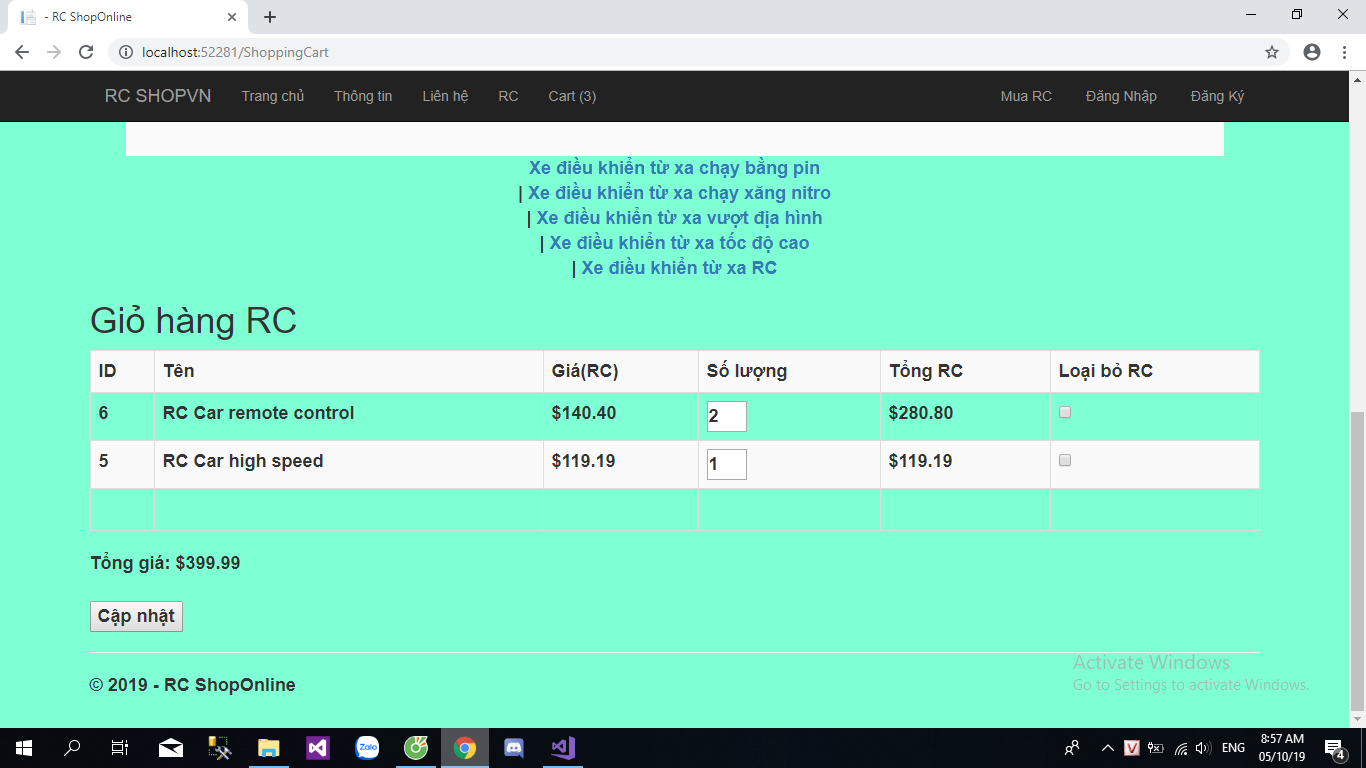 - RC ShopOnline
localhost:52281/ShoppingCart
RC SHOPVN Trang chủ Thông tin Liên hệ RC Cart (3) Mua RC Đăng Nhập Đăng Ký
Xe điều khiển từ xa chạy bằng pin
| Xe điều khiển từ xa chạy xăng nitro
| Xe điều khiển từ xa vượt địa hình
| Xe điều khiển từ xa tốc độ cao
| Xe điều khiển từ xa RC
Giỏ hàng RC
ID Tên Giá(RC) Số lượng Tổng RC Loại bỏ RC
6 RC Car remote control $140.40 2 $280.80
5 RC Car high speed $119.19 1 $119.19
Tổng giá: $399.99
Cập nhật
Activate Windows
Go to Settings to activate Windows.
© 2019 - RC ShopOnline
Zalo
V
ENG
8:57 AM
05/10/19
4